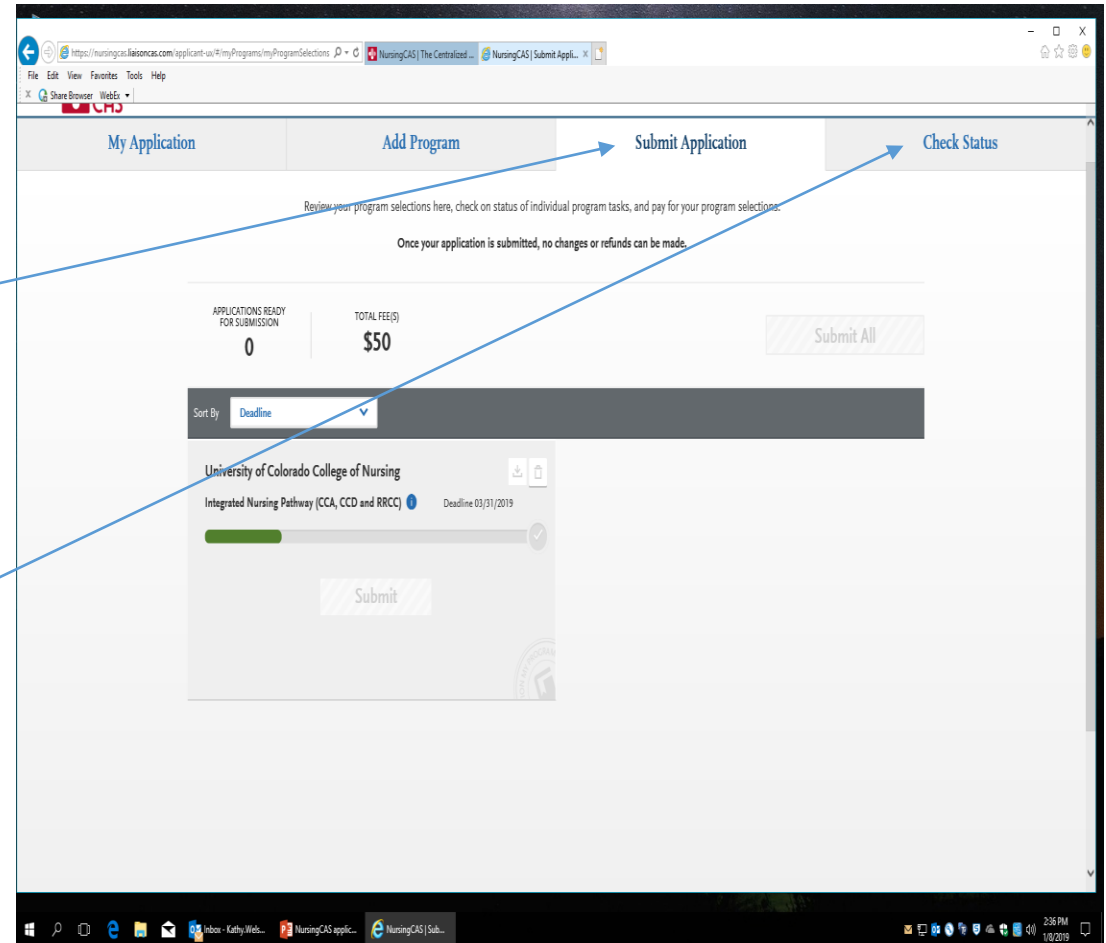 https://nursingcas.liaisoncas.com/applicant-ux/#/myPrograms/myProgramSelections
NursingCAS | The Centralized ...
NursingCAS | Submit Appli...
File Edit View Favorites Tools Help
Share Browser WebEx
CAS
My Application
Add Program
Submit Application
Check Status
Review your program selections here, check on status of individual program tasks, and pay for your program selections.
Once your application is submitted, no changes or refunds can be made.
APPLICATIONS READY
FOR SUBMISSION
0
TOTAL FEE(S)
$50
Submit All
Sort By Deadline
University of Colorado College of Nursing
Integrated Nursing Pathway (CCA, CCD and RRCC)
Deadline 03/31/2019
Submit
Inbox - Kathy.Wels...
NursingCAS applic...
NursingCAS | Sub...
2:36 PM
1/8/2019